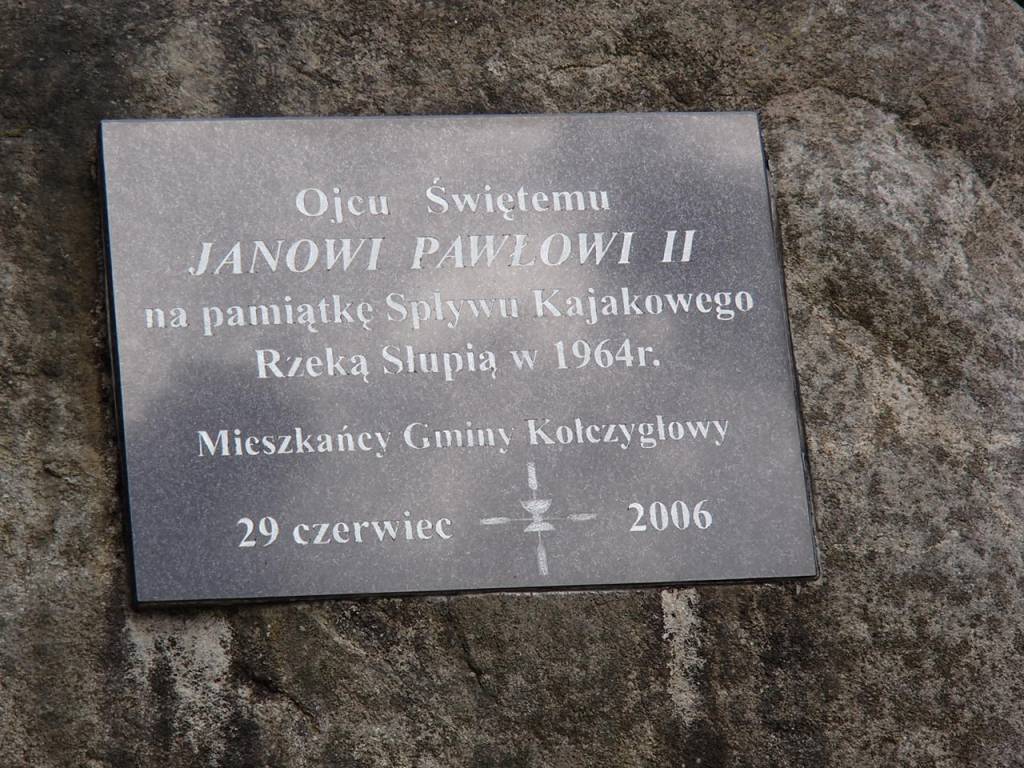 Ojcu Świętemu
JANOWI PAWŁOWI II
na pamiątkę Spływu Kajakowego
Rzeką Słupią w 1964r.
Mieszkańcy Gminy Kołczygłowy
29 czerwiec 2006